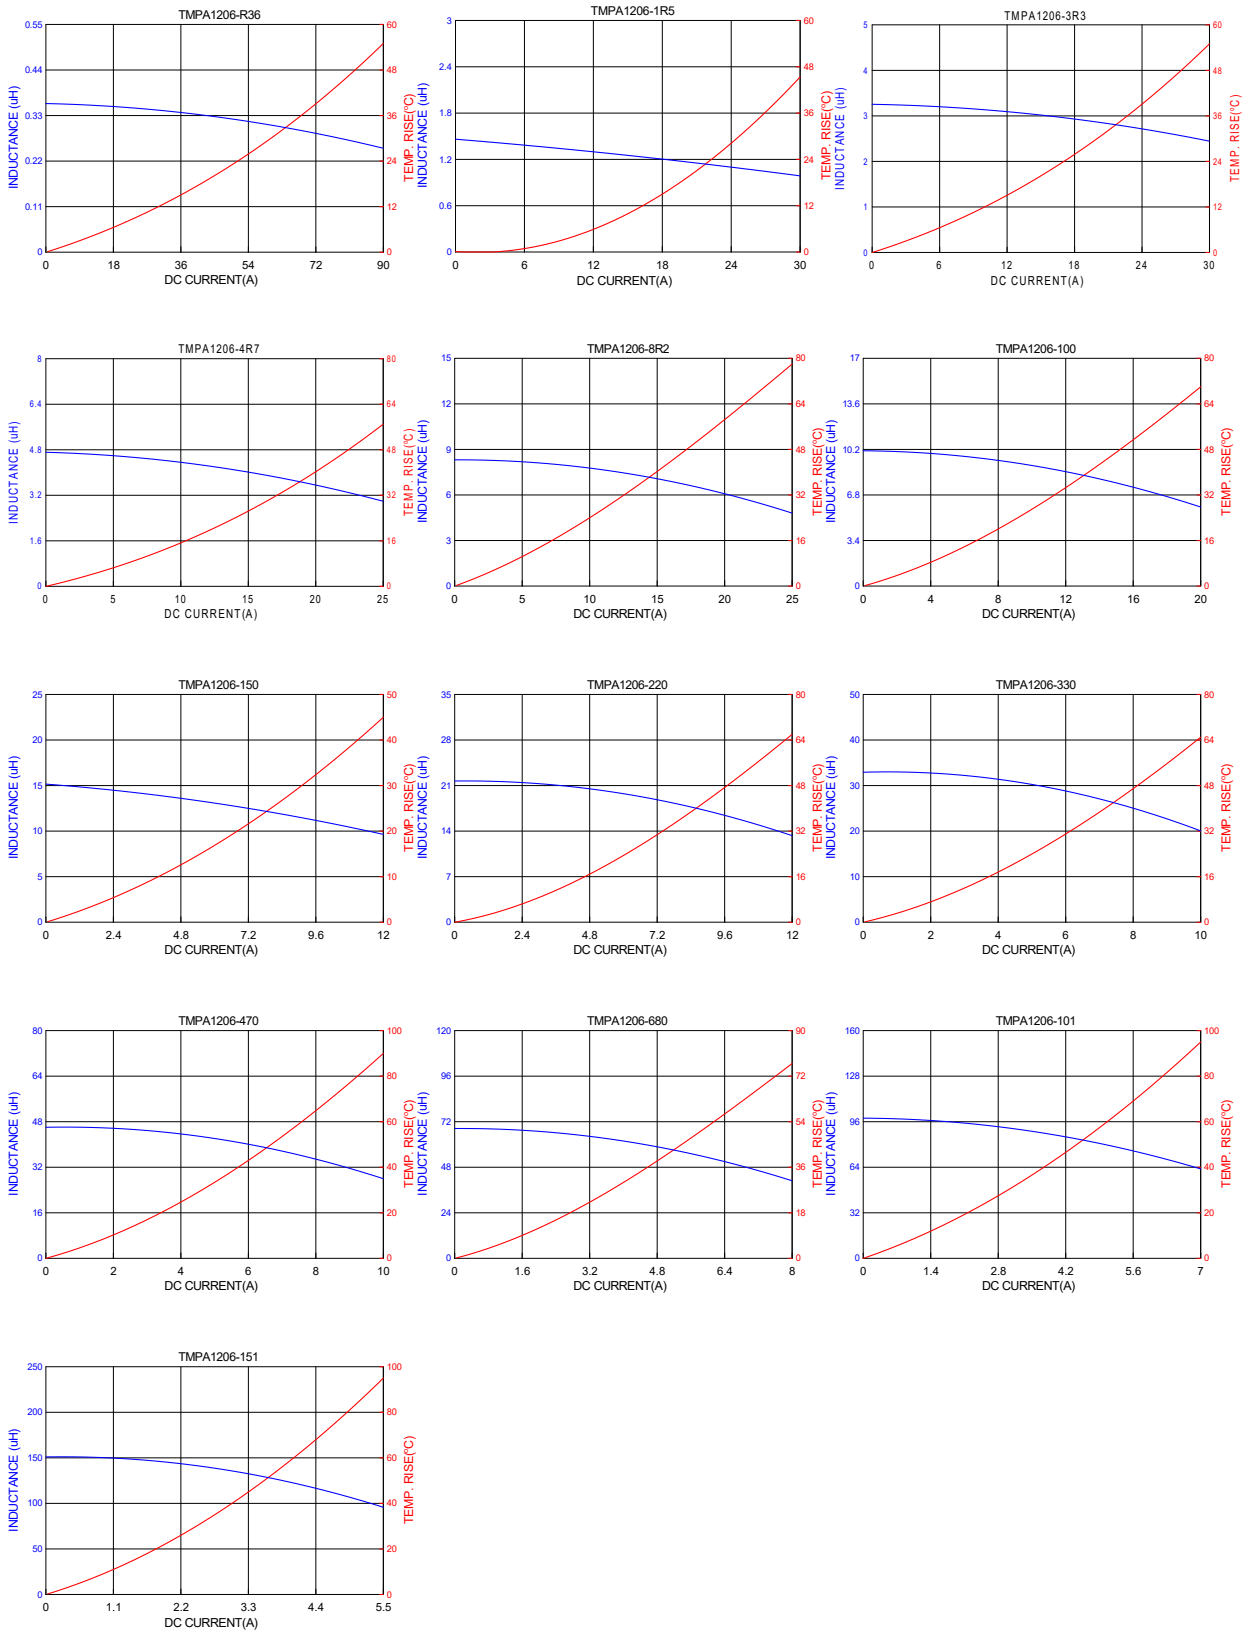 TMPA1206-R36
0.55
0.44
0.33
0.22
0.11
0
INDUCTANCE (uH)
60
48
36
24
12
0
TEMP. RISE(°C)
0 18 36 54 72 90
DC CURRENT(A)
TMPA1206-1R5
3
2.4
1.8
1.2
0.6
0
INDUCTANCE (uH)
60
48
36
24
12
0
TEMP. RISE(°C)
0 6 12 18 24 30
DC CURRENT(A)
TMPA1206-3R3
5
4
3
2
1
0
INDUCTANCE (uH)
60
48
36
24
12
0
TEMP. RISE(°C)
0 6 12 18 24 30
DC CURRENT(A)
TMPA1206-4R7
8
6.4
4.8
3.2
1.6
0
INDUCTANCE (uH)
80
64
48
32
16
0
TEMP. RISE(°C)
0 5 10 15 20 25
DC CURRENT(A)
TMPA1206-8R2
15
12
9
6
3
0
INDUCTANCE (uH)
80
64
48
32
16
0
TEMP. RISE(°C)
0 5 10 15 20 25
DC CURRENT(A)
TMPA1206-100
17
13.6
10.2
6.8
3.4
0
INDUCTANCE (uH)
80
64
48
32
16
0
TEMP. RISE(°C)
0 4 8 12 16 20
DC CURRENT(A)
TMPA1206-150
25
20
15
10
5
0
INDUCTANCE (uH)
50
40
30
20
10
0
TEMP. RISE(°C)
0 2.4 4.8 7.2 9.6 12
DC CURRENT(A)
TMPA1206-220
35
28
21
14
7
0
INDUCTANCE (uH)
80
64
48
32
16
0
TEMP. RISE(°C)
0 2.4 4.8 7.2 9.6 12
DC CURRENT(A)
TMPA1206-330
50
40
30
20
10
0
INDUCTANCE (uH)
80
64
48
32
16
0
TEMP. RISE(°C)
0 2 4 6 8 10
DC CURRENT(A)
TMPA1206-470
80
64
48
32
16
0
INDUCTANCE (uH)
100
80
60
40
20
0
TEMP. RISE(°C)
0 2 4 6 8 10
DC CURRENT(A)
TMPA1206-680
120
96
72
48
24
0
INDUCTANCE (uH)
90
72
54
36
18
0
TEMP. RISE(°C)
0 1.6 3.2 4.8 6.4 8
DC CURRENT(A)
TMPA1206-101
160
128
96
64
32
0
INDUCTANCE (uH)
100
80
60
40
20
0
TEMP. RISE(°C)
0 1.4 2.8 4.2 5.6 7
DC CURRENT(A)
TMPA1206-151
250
200
150
100
50
0
INDUCTANCE (uH)
100
80
60
40
20
0
TEMP. RISE(°C)
0 1.1 2.2 3.3 4.4 5.5
DC CURRENT(A)